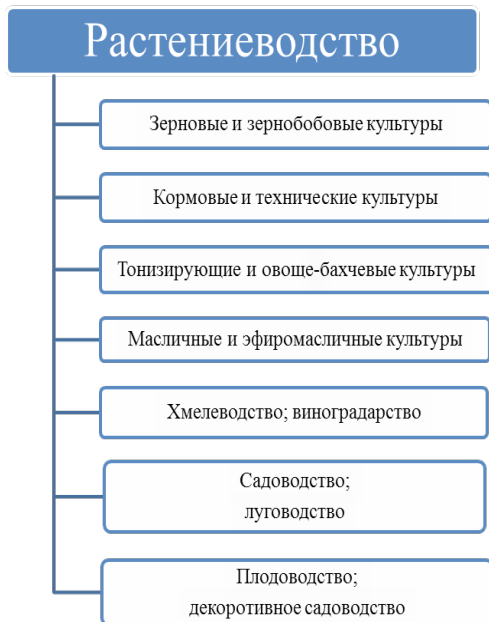 Растениеводство
Зерновые и зернобобовые культуры
Кормовые и технические культуры
Тонизирующие и овоще-бахчевые культуры
Масличные и эфиромасличные культуры
Хмелеводство; виноградарство
Садоводство;
луговодство
Плодоводство;
декоротивное садоводство